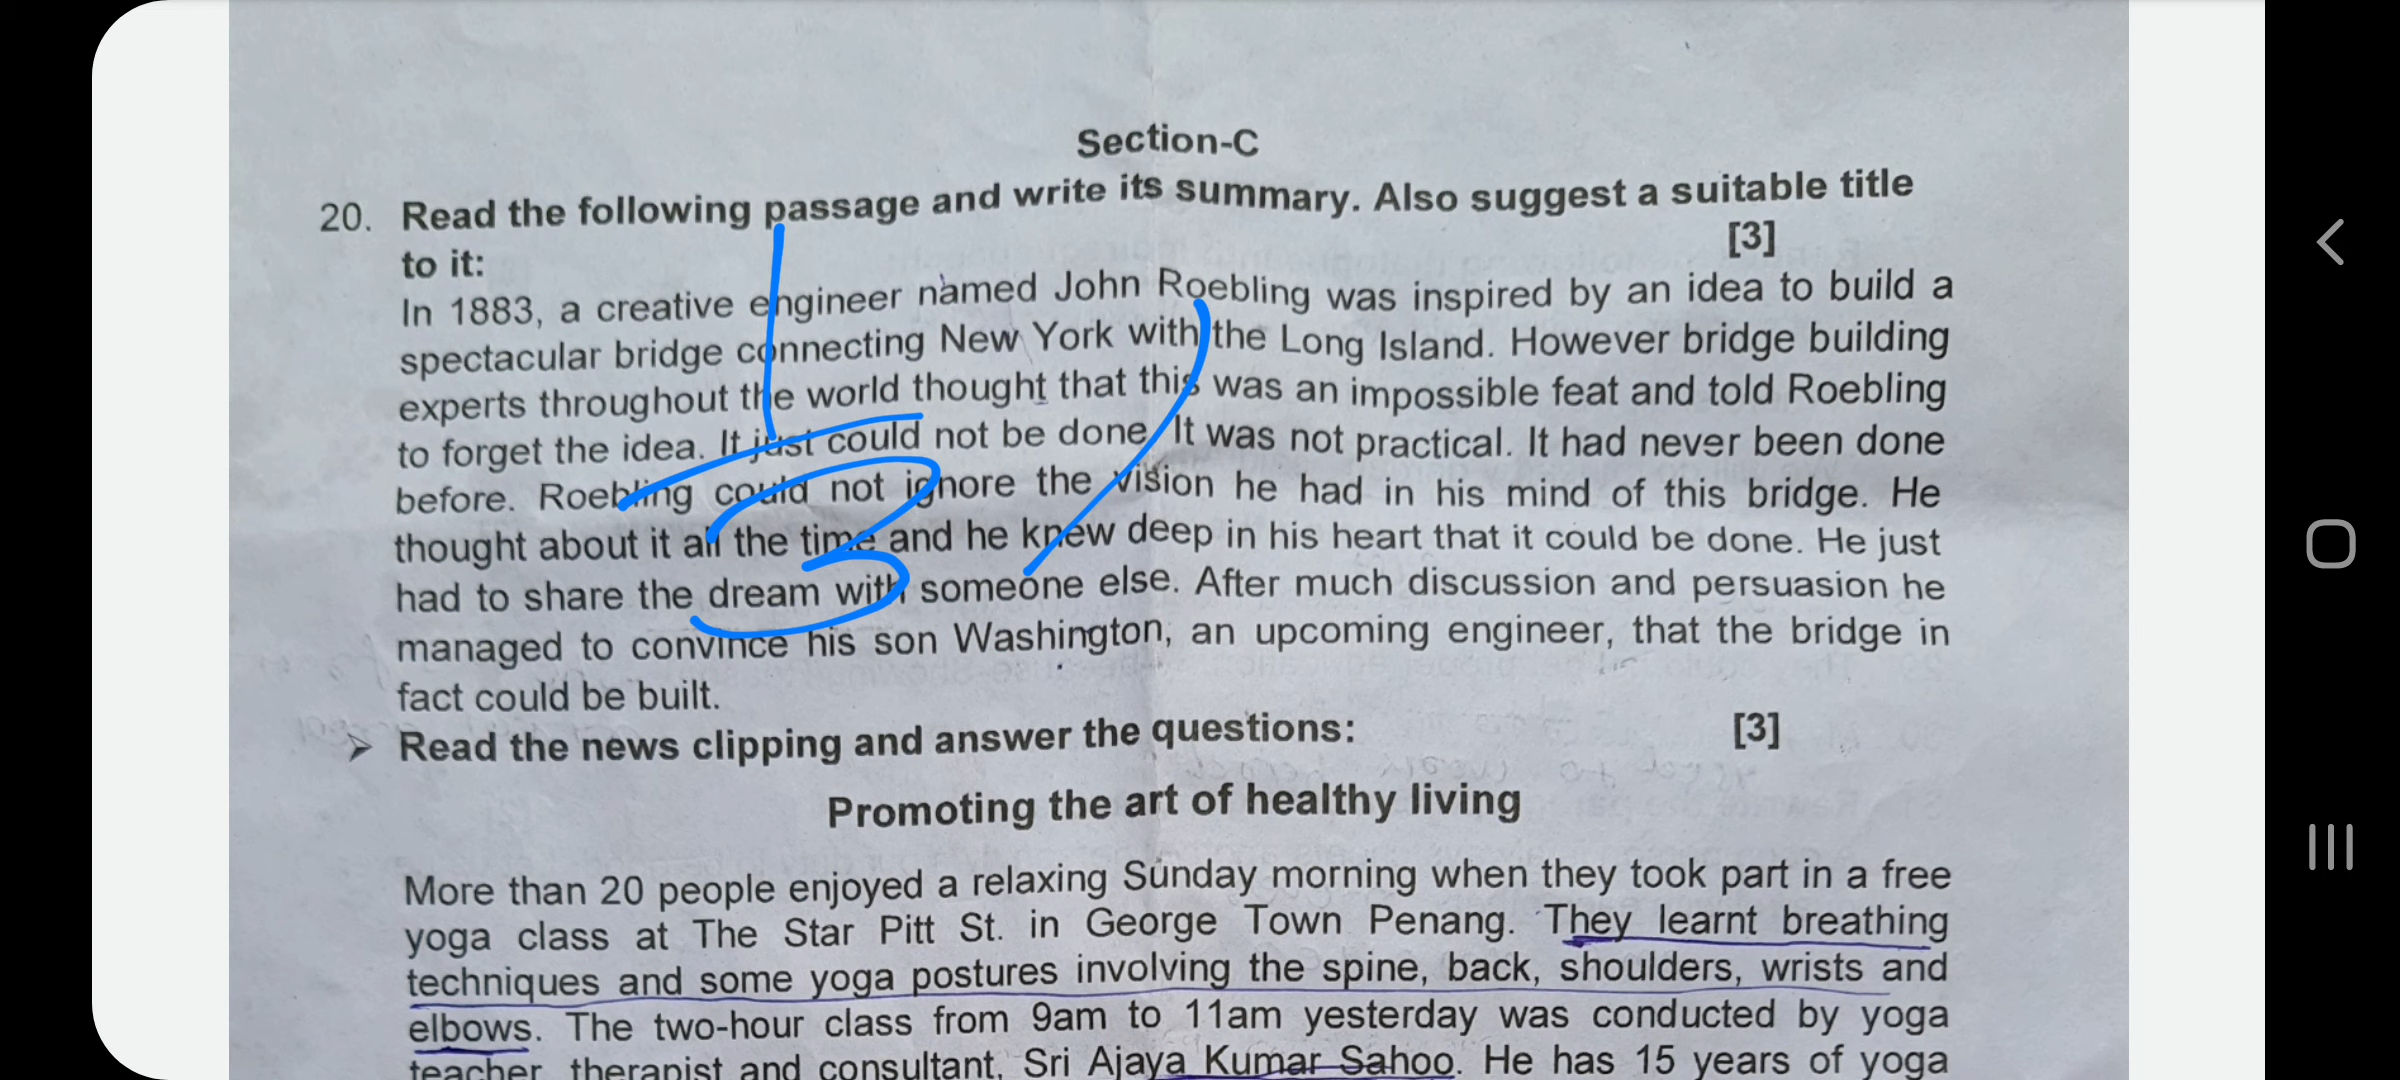 Section-C
20. Read the following passage and write its summary. Also suggest a suitable title
to it: [3]
In 1883, a creative engineer named John Roebling was inspired by an idea to build a
spectacular bridge connecting New York with the Long Island. However bridge building
experts throughout the world thought that this was an impossible feat and told Roebling
to forget the idea. It just could not be done. It was not practical. It had never been done
before. Roebling could not ignore the vision he had in his mind of this bridge. He
thought about it all the time and he knew deep in his heart that it could be done. He just
had to share the dream with someone else. After much discussion and persuasion he
managed to convince his son Washington, an upcoming engineer, that the bridge in
fact could be built.
➢ Read the news clipping and answer the questions: [3]
Promoting the art of healthy living
More than 20 people enjoyed a relaxing Sunday morning when they took part in a free
yoga class at The Star Pitt St. in George Town Penang. They learnt breathing
techniques and some yoga postures involving the spine, back, shoulders, wrists and
elbows. The two-hour class from 9am to 11am yesterday was conducted by yoga
teacher, therapist and consultant, Sri Ajaya Kumar Sahoo. He has 15 years of yoga